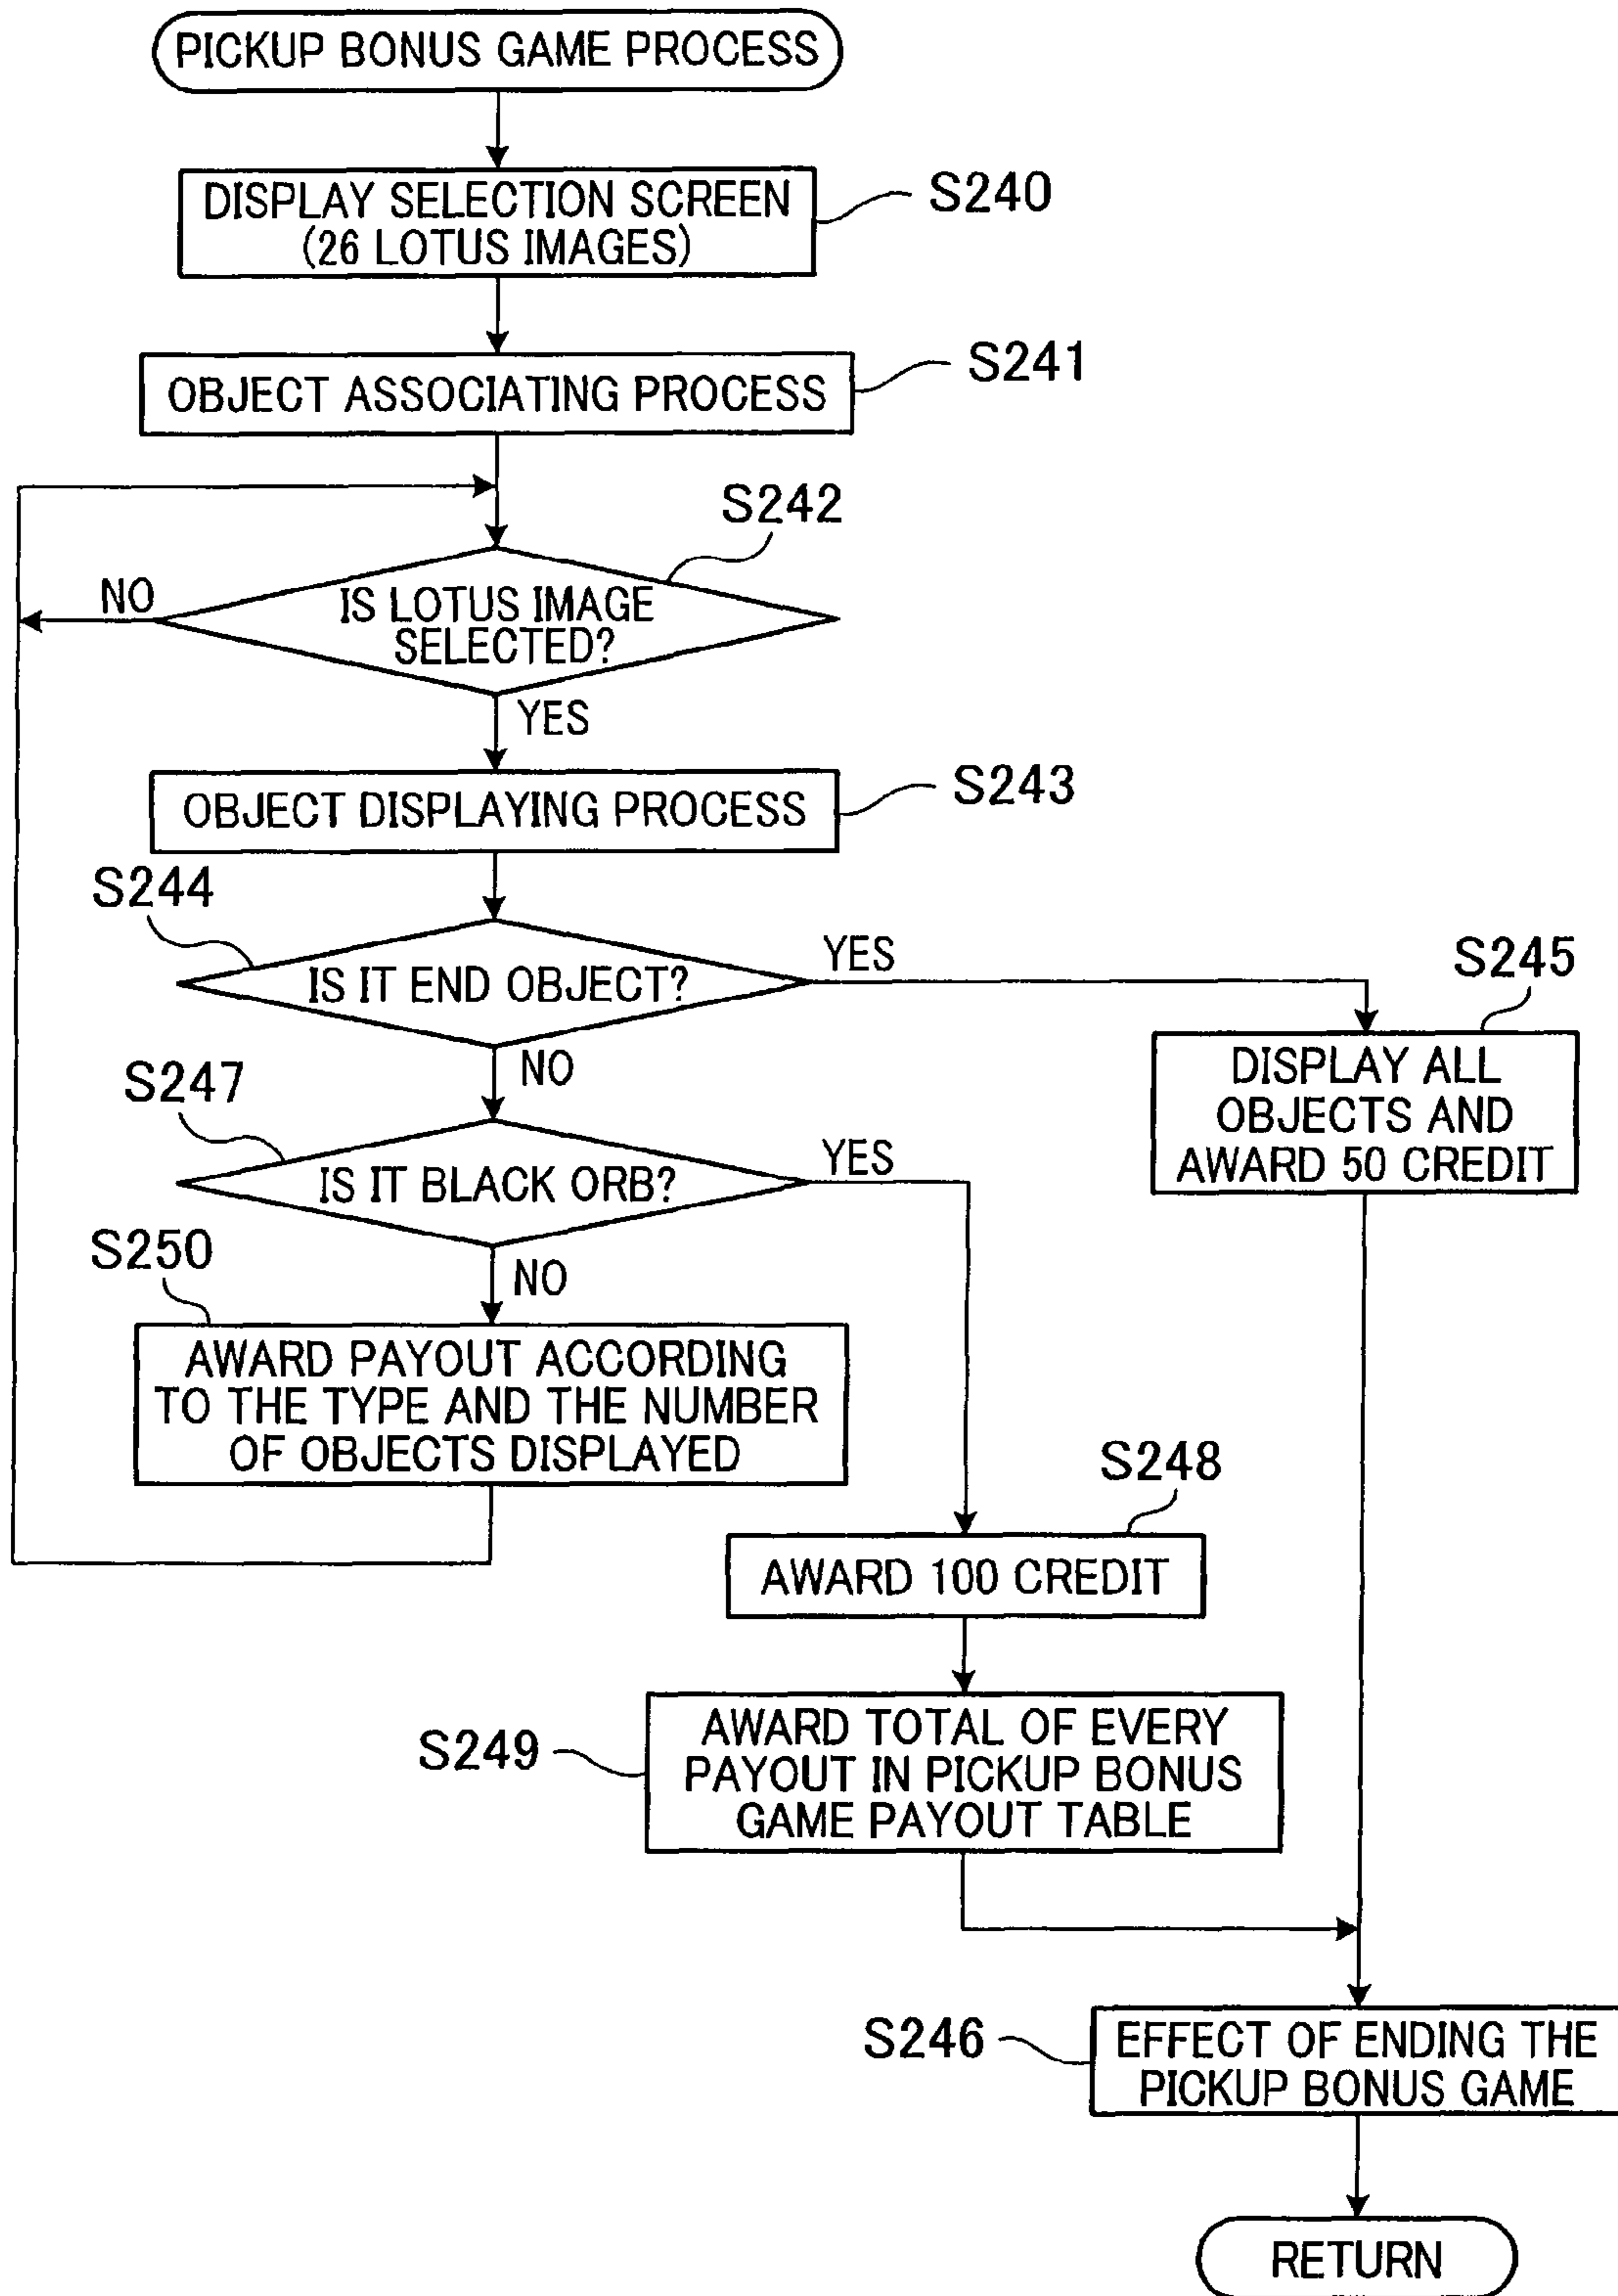 PICKUP BONUS GAME PROCESS
DISPLAY SELECTION SCREEN
(26 LOTUS IMAGES)
S240
OBJECT ASSOCIATING PROCESS
S241
S242
NO
IS LOTUS IMAGE
SELECTED?
YES
OBJECT DISPLAYING PROCESS
S243
S244
IS IT END OBJECT?
YES
S245
DISPLAY ALL
OBJECTS AND
AWARD 50 CREDIT
NO
S247
IS IT BLACK ORB?
YES
NO
S250
AWARD PAYOUT ACCORDING
TO THE TYPE AND THE NUMBER
OF OBJECTS DISPLAYED
S248
AWARD 100 CREDIT
S249
AWARD TOTAL OF EVERY
PAYOUT IN PICKUP BONUS
GAME PAYOUT TABLE
S246
EFFECT OF ENDING THE
PICKUP BONUS GAME
RETURN